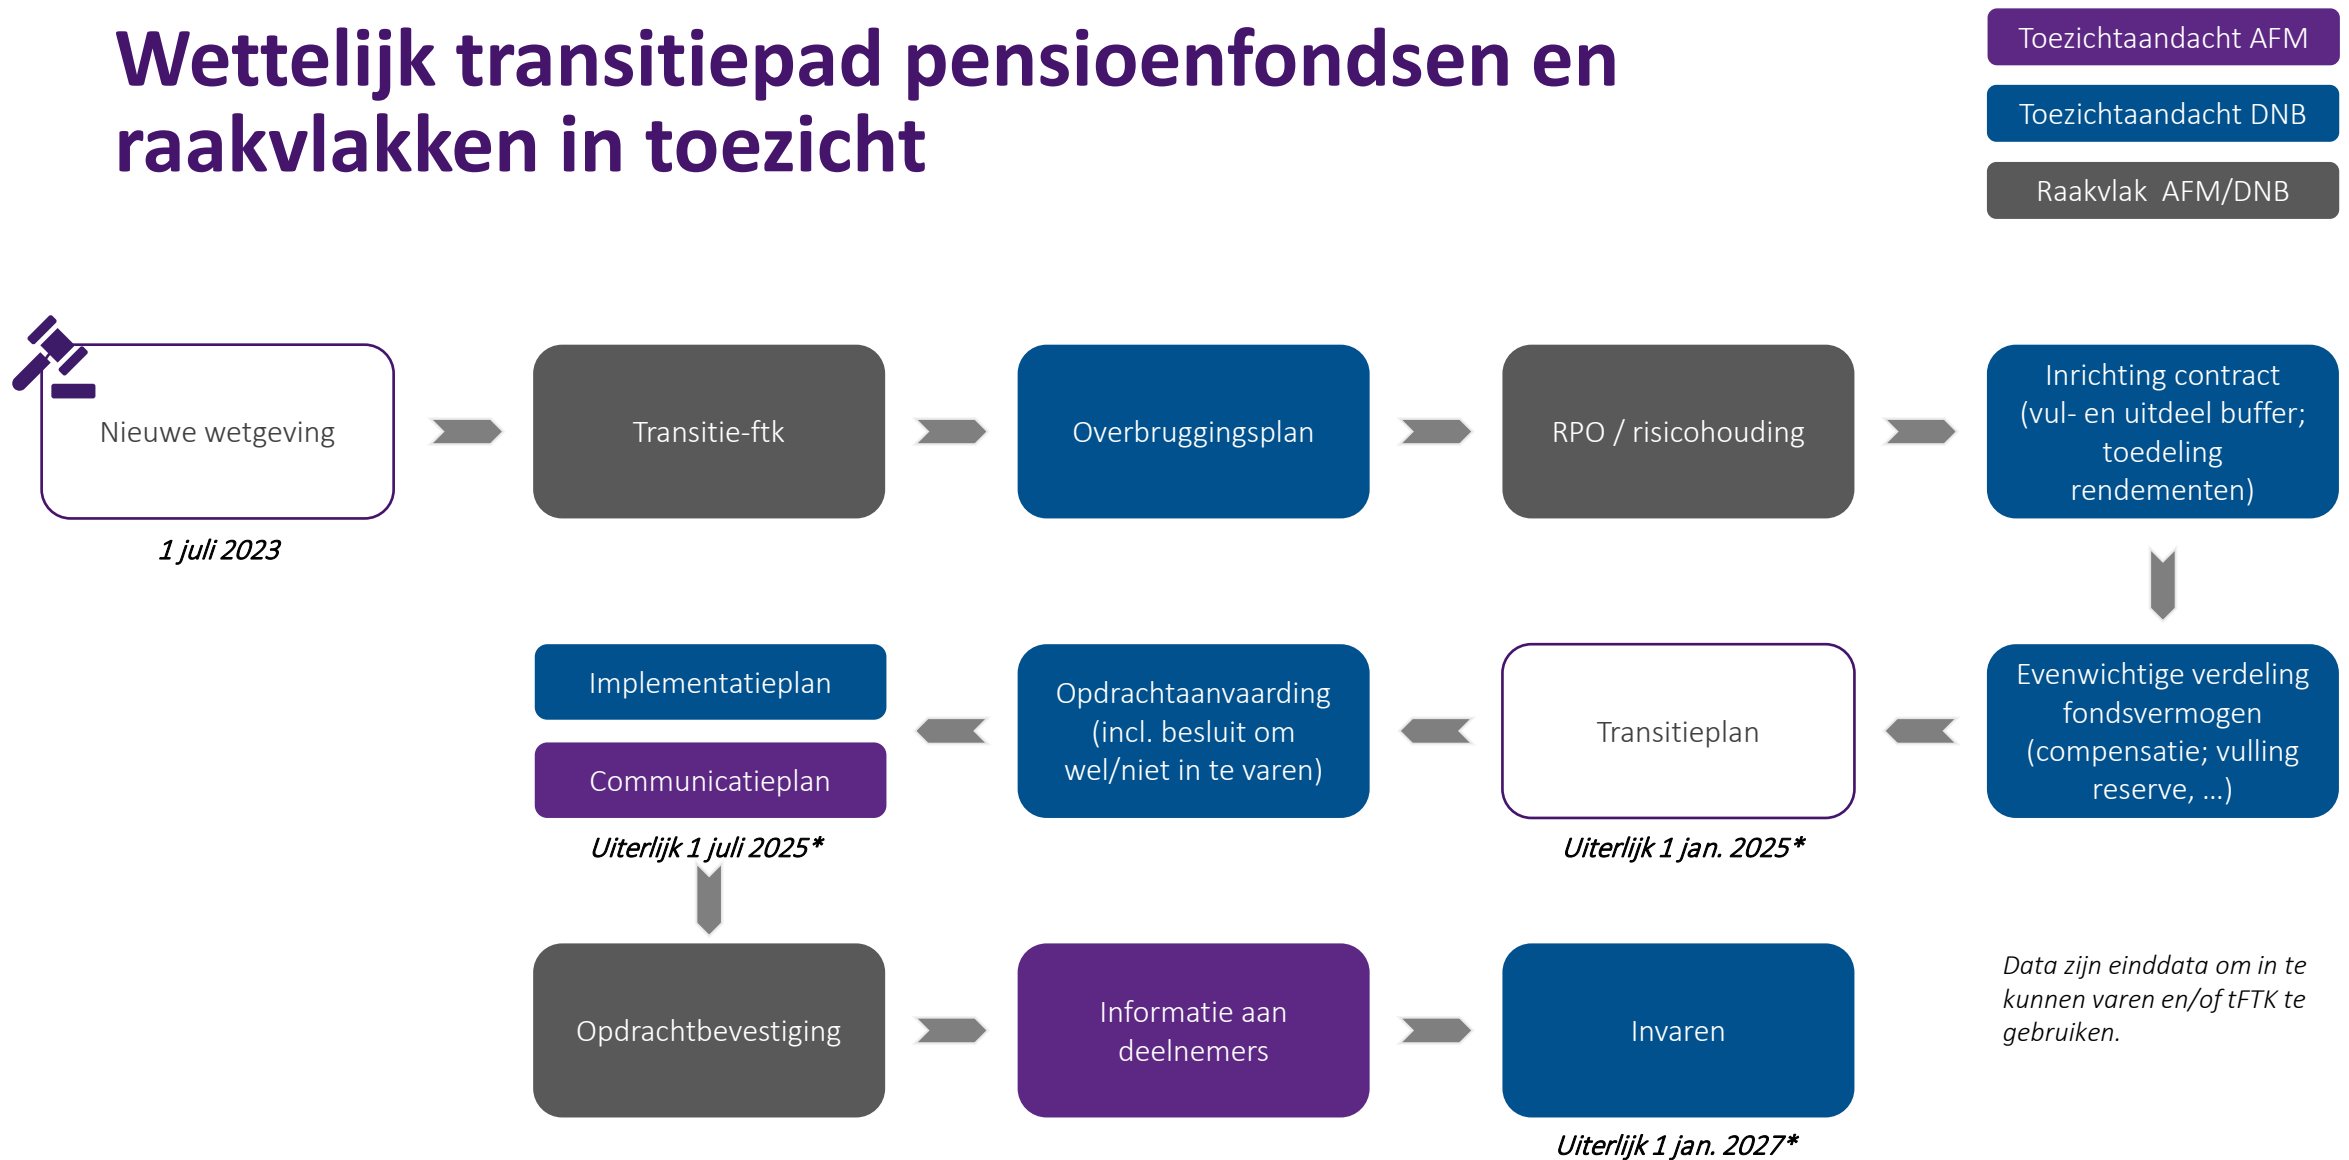 Wettelijk transitiepad pensioenfondsen en
raakvlakken in toezicht
Toezichtaandacht AFM
Toezichtaandacht DNB
Raakvlak  AFM/DNB
Nieuwe wetgeving
1 juli 2023
Transitie-ftk
Overbruggingsplan
RPO / risicohouding
Inrichting contract
(vul- en uitdeel buffer;
toedeling
rendementen)
Evenwichtige verdeling
fondsvermogen
(compensatie; vulling
reserve, ...)
Transitieplan
Uiterlijk 1 jan. 2025*
Opdrachtaanvaarding
(incl. besluit om
wel/niet in te varen)
Implementatieplan
Communicatieplan
Uiterlijk 1 juli 2025*
Opdrachtbevestiging
Informatie aan
deelnemers
Invaren
Uiterlijk 1 jan. 2027*
Data zijn einddata om in te
kunnen varen en/of tFTK te
gebruiken.